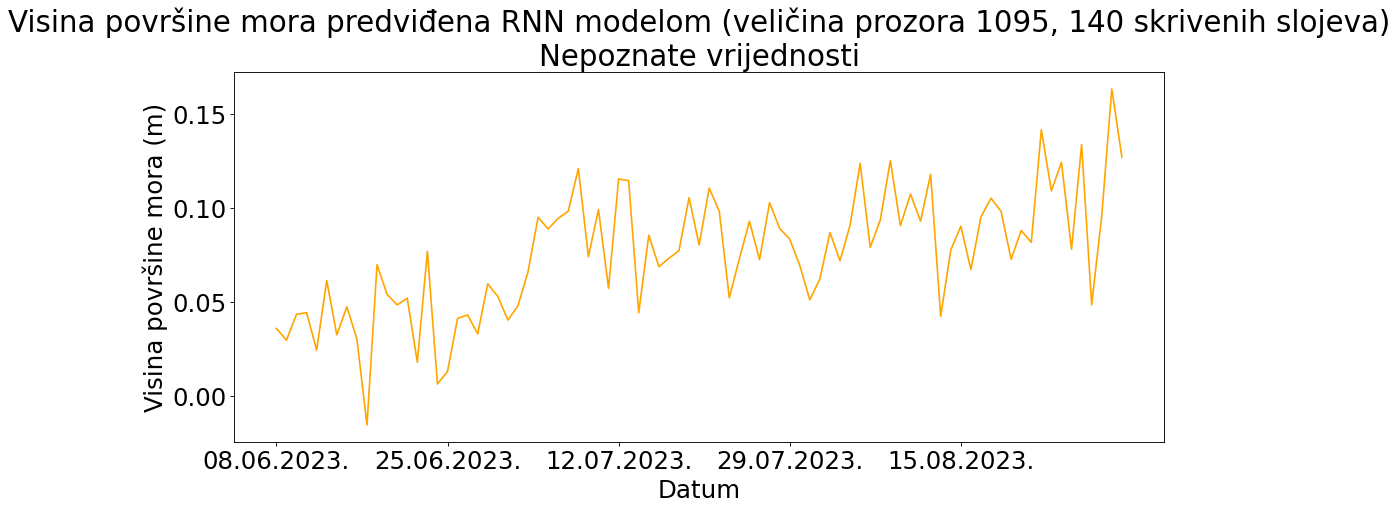 Visina površine mora predviđena RNN modelom (veličina prozora 1095, 140 skrivenih slojeva)
Nepoznate vrijednosti
Visina površine mora (m)
0.15
0.10
0.05
0.00
08.06.2023.
25.06.2023.
12.07.2023.
29.07.2023.
15.08.2023.
Datum